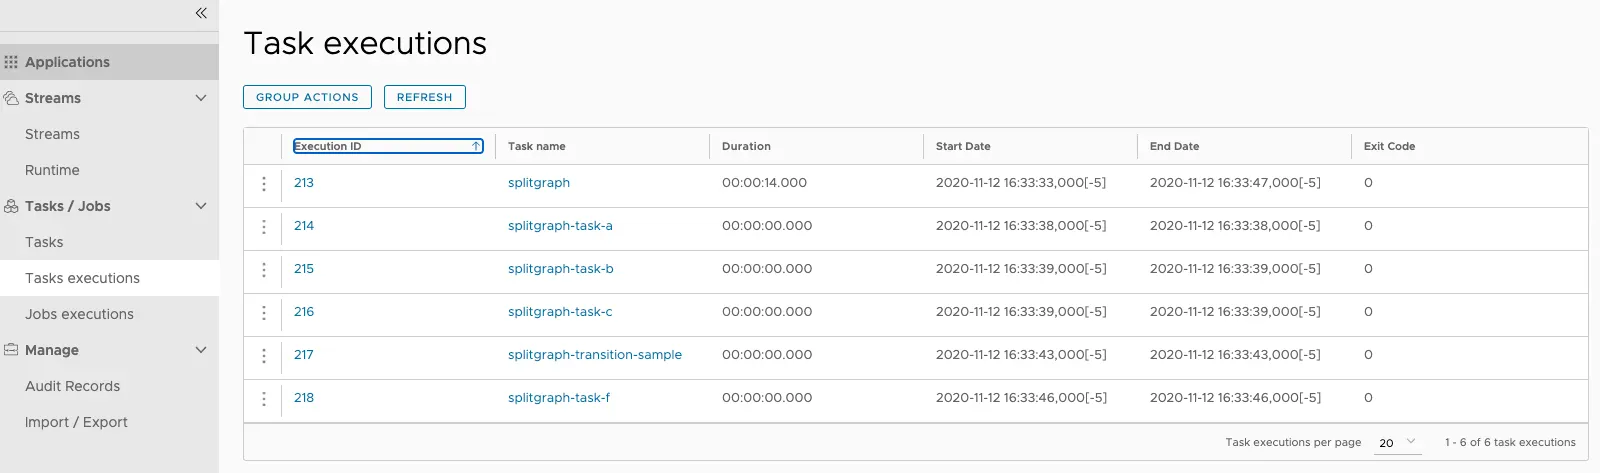 Applications
Streams
Streams
Runtime
Tasks / Jobs
Tasks
Tasks executions
Jobs executions
Manage
Audit Records
Import / Export
Task executions
GROUP ACTIONS REFRESH
Execution ID Task name Duration Start Date End Date Exit Code
213 splitgraph 00:00:14.000 2020-11-12 16:33:33,000[-5] 2020-11-12 16:33:47,000[-5] 0
214 splitgraph-task-a 00:00:00.000 2020-11-12 16:33:38,000[-5] 2020-11-12 16:33:38,000[-5] 0
215 splitgraph-task-b 00:00:00.000 2020-11-12 16:33:39,000[-5] 2020-11-12 16:33:39,000[-5] 0
216 splitgraph-task-c 00:00:00.000 2020-11-12 16:33:39,000[-5] 2020-11-12 16:33:39,000[-5] 0
217 splitgraph-transition-sample 00:00:00.000 2020-11-12 16:33:43,000[-5] 2020-11-12 16:33:43,000[-5] 0
218 splitgraph-task-f 00:00:00.000 2020-11-12 16:33:46,000[-5] 2020-11-12 16:33:46,000[-5] 0
Task executions per page 20 1 - 6 of 6 task executions